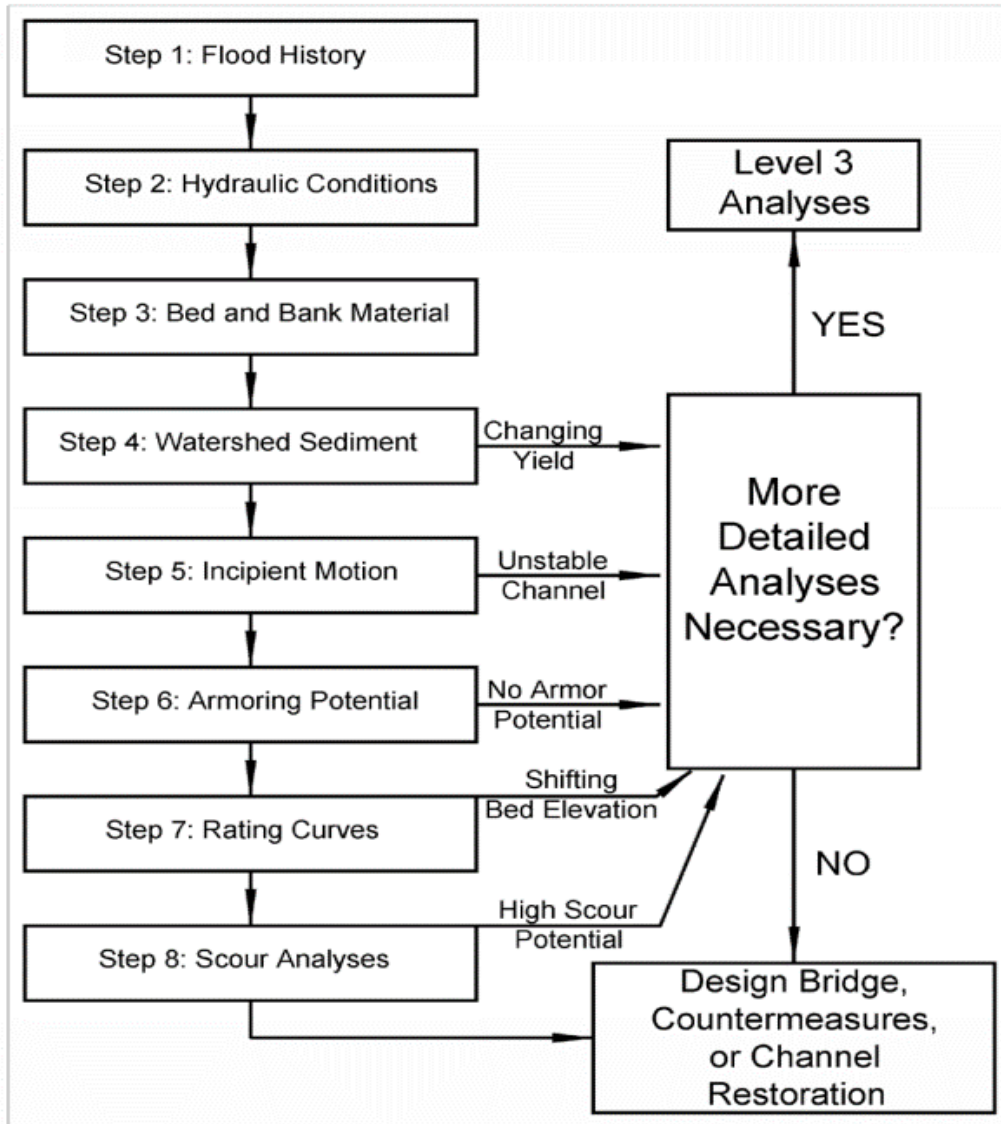 Step 1: Flood History
Step 2: Hydraulic Conditions
Step 3: Bed and Bank Material
Step 4: Watershed Sediment
Changing
Yield
Step 5: Incipient Motion
Unstable
Channel
Step 6: Armoring Potential
No Armor
Potential
Step 7: Rating Curves
Shifting
Bed Elevation
Step 8: Scour Analyses
High Scour
Potential
Level 3
Analyses
YES
More
Detailed
Analyses
Necessary?
NO
Design Bridge,
Countermeasures,
or Channel
Restoration